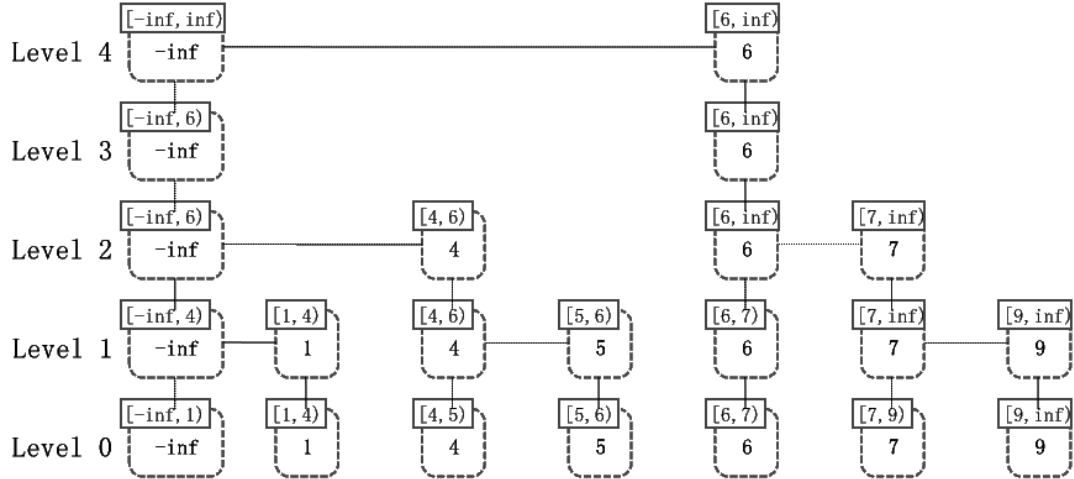 [-inf, inf) [6, inf)
Level 4 -inf 6
[-inf, 6) [6, inf)
Level 3 -inf 6
[-inf, 6) [4, 6) [6, inf) [7, inf)
Level 2 -inf 4 6 7
[-inf, 4) [1, 4) [4, 6) [5, 6) [6, 7) [7, inf) [9, inf)
Level 1 -inf 1 4 5 6 7 9
[-inf, 1) [1, 4) [4, 5) [5, 6) [6, 7) [7, 9) [9, inf)
Level 0 -inf 1 4 5 6 7 9